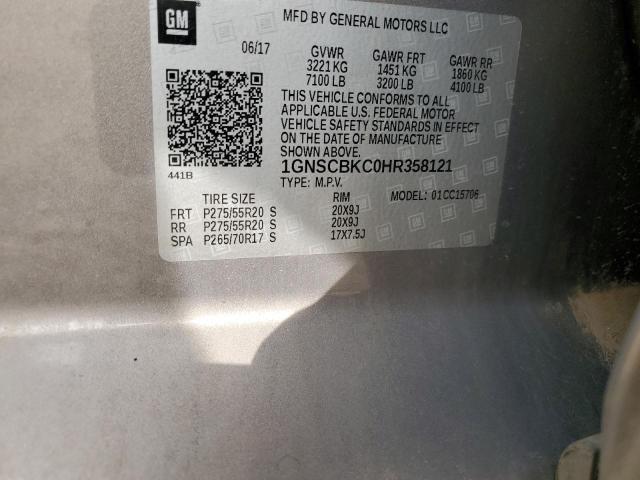 GM
MFD BY GENERAL MOTORS LLC
06/17 GVWR GAWR FRT GAWR RR
3221 KG 1451 KG 1860 KG
7100 LB 3200 LB 4100 LB
THIS VEHICLE CONFORMS TO ALL
APPLICABLE U.S. FEDERAL MOTOR
VEHICLE SAFETY STANDARDS IN EFFECT
ON THE DATE OF MANUFACTURE
SHOWN ABOVE.
441B 1GNSCBKC0HR358121
TYPE: M.P.V.
TIRE SIZE RIM MODEL: 01CC15706
FRT P275/55R20 S 20X9J
RR P275/55R20 S 20X9J
SPA P265/70R17 S 17X7.5J